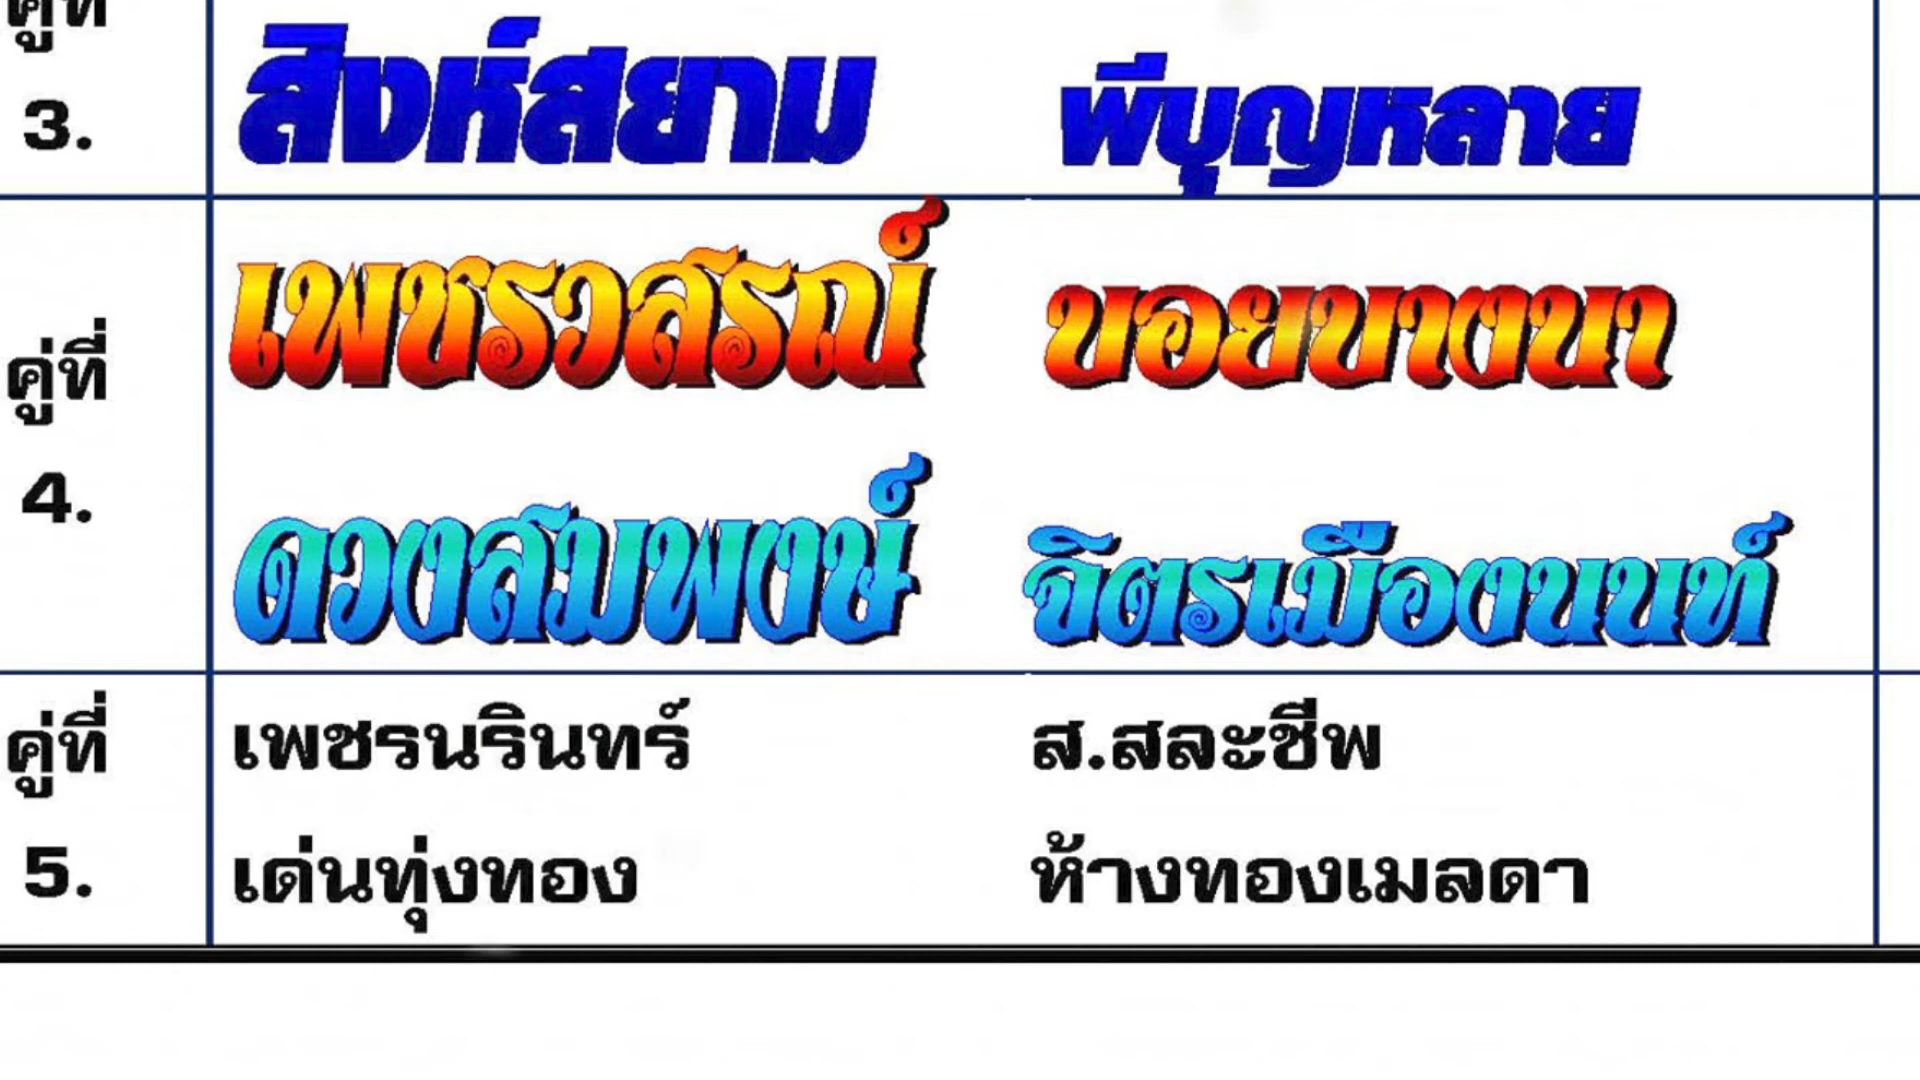 คู่ที่
3.
สิงห์สยาม พีบุญหลาย
เพชรวสรณ์ บอยบางนา
คู่ที่
4.
ดวงสมพงษ์ จิตรเมืองนนท์
คู่ที่ เพชรนรินทร์ ส.สละชีพ
5. เด่นทุ่งทอง ห้างทองเมลดา